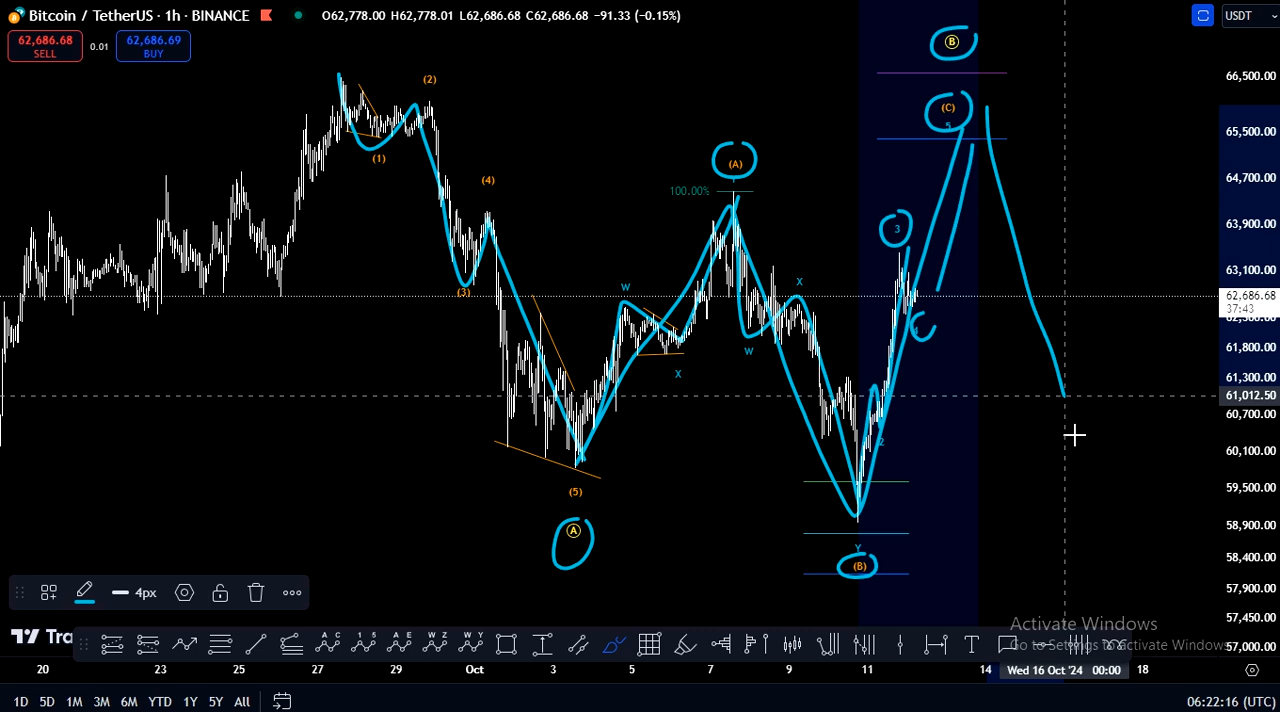 Bitcoin / TetherUS · 1h · BINANCE O62,778.00 H62,778.01 L62,686.68 C62,686.68 −91.33 (−0.15%)
USDT
62,686.68
SELL
0.01
62,686.69
BUY
B
66,500.00
(2)
(C)
5
65,500.00
(1)
(A)
64,700.00
(4)
100.00%
63,900.00
3
63,100.00
X
W
(3)
62,686.68
37:43
W
61,800.00
X
61,300.00
61,012.50
60,700.00
2
60,100.00
(5)
59,500.00
A
58,900.00
Y
(B)
58,400.00
4px
57,900.00
57,450.00
Activate Windows
Go to Settings to activate Windows.
57,000.00
20 23 25 27 29 Oct 3 5 7 9 11 14 Wed 16 Oct '24 00:00 18
1D 5D 1M 3M 6M YTD 1Y 5Y All 06:22:16 (UTC)